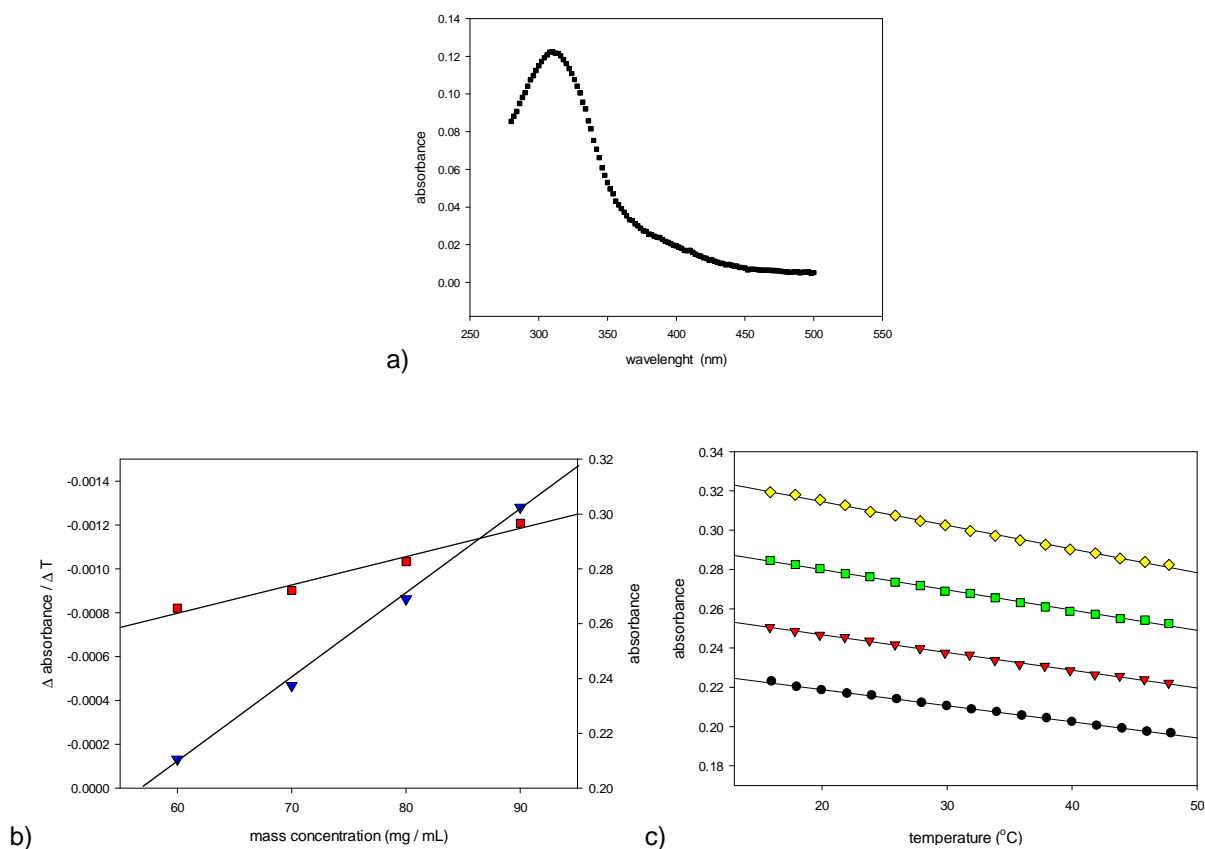 0.14
0.12
0.10
0.08
0.06
0.04
0.02
0.00
absorbance
250 300 350 400 450 500 550
wavelenght (nm)
a)
-0.0014
-0.0012
-0.0010
-0.0008
-0.0006
-0.0004
-0.0002
0.0000
Δ absorbance / Δ T
0.32
0.30
0.28
0.26
0.24
0.22
0.20
absorbance
60 70 80 90
mass concentration (mg / mL)
b)
0.34
0.32
0.30
0.28
0.26
0.24
0.22
0.20
0.18
absorbance
20 30 40 50
temperature (°C)
c)